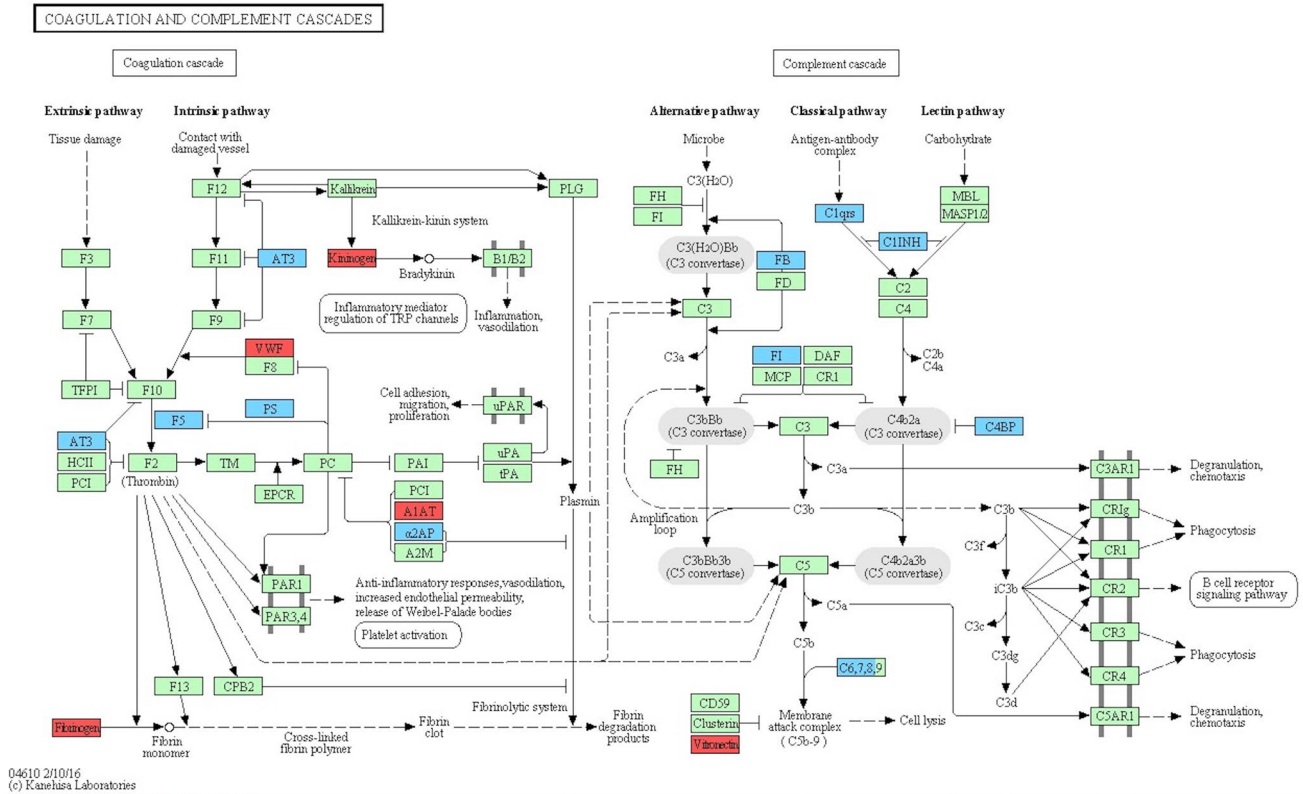 COAGULATION AND COMPLEMENT CASCADES
Coagulation cascade
Complement cascade
Extrinsic pathway
Intrinsic pathway
Alternative pathway
Classical pathway
Lectin pathway
Tissue damage
Contact with
damaged vessel
Microbe
Antigen-antibody
complex
Carbohydrate
F12
Kallikrein
PLG
C3(H2O)
FH
FI
C1qrs
MBL
MASP1/2
Kallikrein-kinin system
C1INH
F3
F11
AT3
Kininogen
Bradykinin
B1/B2
C3(H2O)Bb
(C3 convertase)
FB
FD
C2
C4
Inflammatory mediator
regulation of TRP channels
Inflammation,
vasodilation
F7
F9
C3
VWF
F8
C3a
FI
DAF
MCP
CR1
C2b
C4a
TFPI
F10
Cell adhesion,
migration,
proliferation
uPAR
F5
PS
C3bBb
(C3 convertase)
C3
C4b2a
(C3 convertase)
C4BP
AT3
HCII
PCI
F2
(Thrombin)
TM
PC
PAI
uPA
tPA
FH
C3a
C3AR1
Degranulation,
chemotaxis
EPCR
PCI
A1AT
α2AP
A2M
Plasmin
Amplification
loop
C3b
C3b
CRIg
Phagocytosis
C3f
CR1
C3bBb3b
(C5 convertase)
C5
C4b2a3b
(C5 convertase)
PAR1
PAR3,4
Anti-inflammatory responses,vasodilation,
increased endothelial permeability,
release of Weibel-Palade bodies
Platelet activation
iC3b
CR2
B cell receptor
signaling pathway
C5a
C3c
CR3
C5b
C3dg
Phagocytosis
C6,7,8,9
CR4
F13
CPB2
C3d
Fibrinolytic system
CD59
Clusterin
Vitronectin
Membrane
attack complex
( C5b-9 )
Cell lysis
C5AR1
Degranulation,
chemotaxis
Fibrinogen
Fibrin
monomer
Cross-linked
fibrin polymer
Fibrin
clot
Fibrin
degradation
products
04610 2/10/16
(c) Kanehisa Laboratories